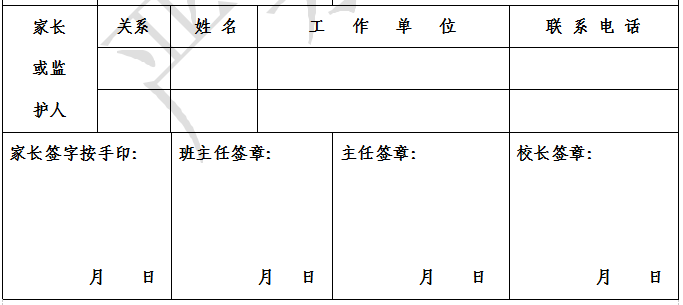 家长
或监
护人
关系 姓 名 工 作 单 位 联 系 电 话
家长签字按手印: 班主任签章: 主任签章: 校长签章:
月 日 月 日 月 日 月 日